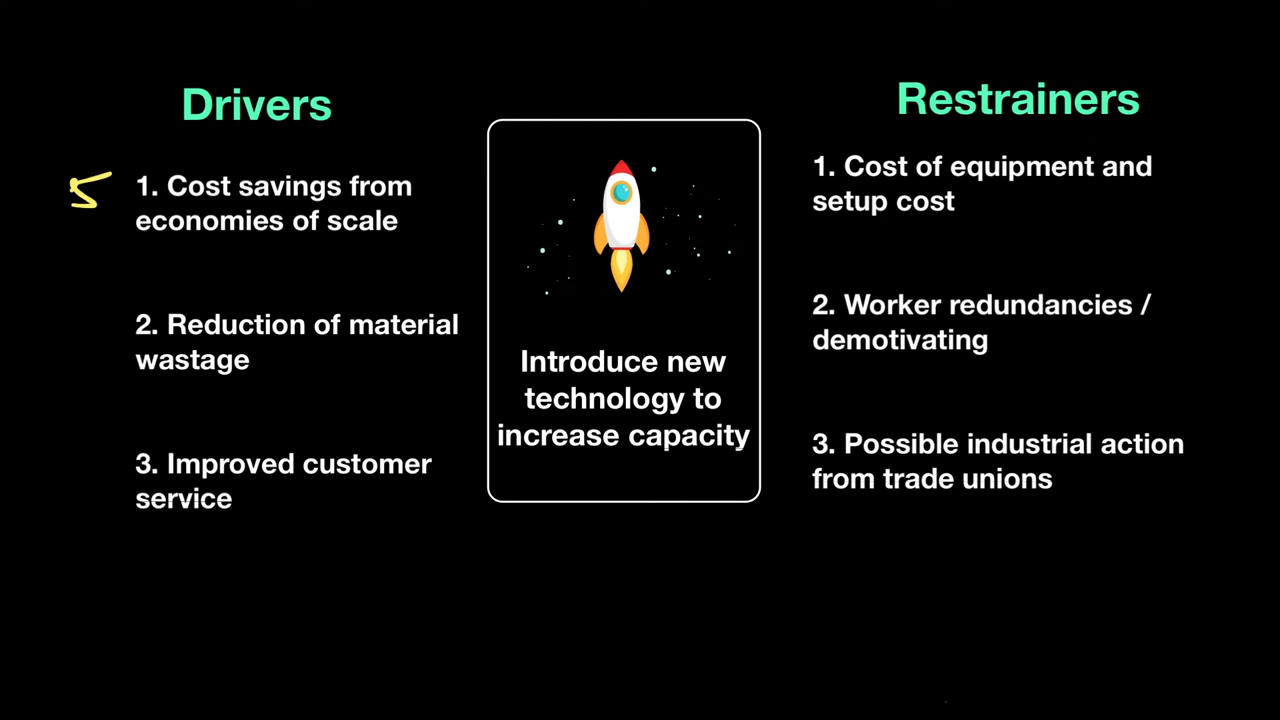 Drivers
5
1. Cost savings from
economies of scale
2. Reduction of material
wastage
3. Improved customer
service
Introduce new
technology to
increase capacity
Restrainers
1. Cost of equipment and
setup cost
2. Worker redundancies /
demotivating
3. Possible industrial action
from trade unions